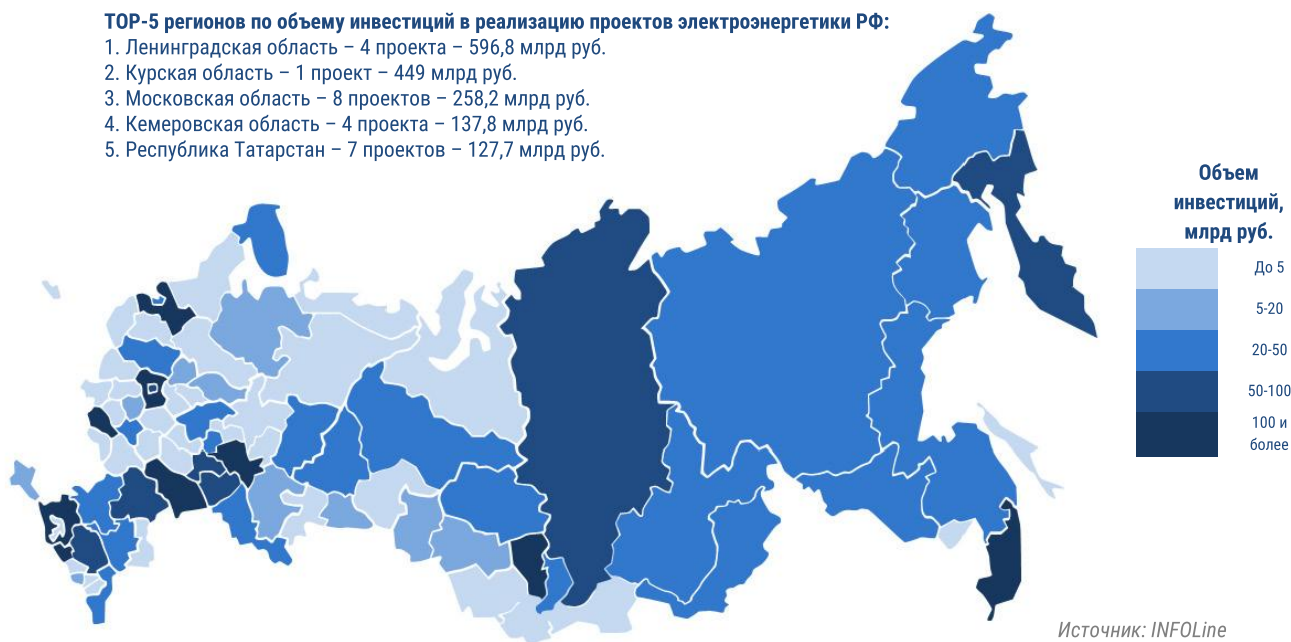 TOP-5 регионов по объему инвестиций в реализацию проектов электроэнергетики РФ:
1. Ленинградская область – 4 проекта – 596,8 млрд руб.
2. Курская область – 1 проект – 449 млрд руб.
3. Московская область – 8 проектов – 258,2 млрд руб.
4. Кемеровская область – 4 проекта – 137,8 млрд руб.
5. Республика Татарстан – 7 проектов – 127,7 млрд руб.
Объем
инвестиций,
млрд руб.
До 5
5-20
20-50
50-100
100 и
более
Источник: INFOLine